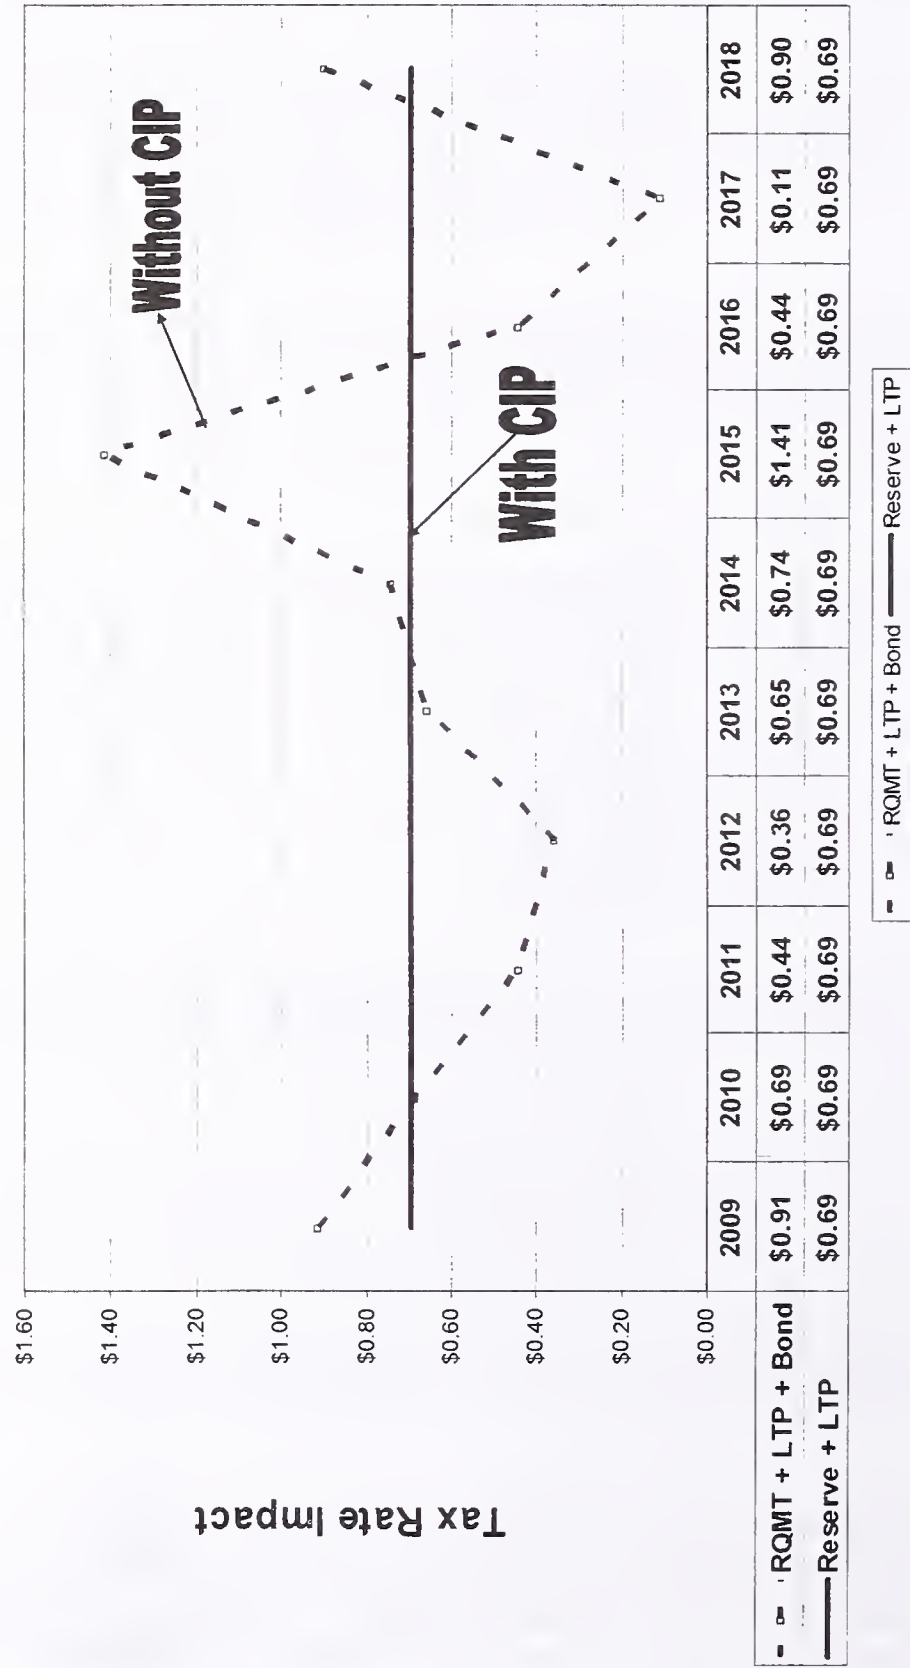 Tax Rate Impact
$1.60
$1.40
$1.20
$1.00
$0.80
$0.60
$0.40
$0.20
$0.00
Without CIP
With CIP
2009 2010 2011 2012 2013 2014 2015 2016 2017 2018
RQMT + LTP + Bond $0.91 $0.69 $0.44 $0.36 $0.65 $0.74 $1.41 $0.44 $0.11 $0.90
Reserve + LTP $0.69 $0.69 $0.69 $0.69 $0.69 $0.69 $0.69 $0.69 $0.69 $0.69
RQMT + LTP + Bond Reserve + LTP